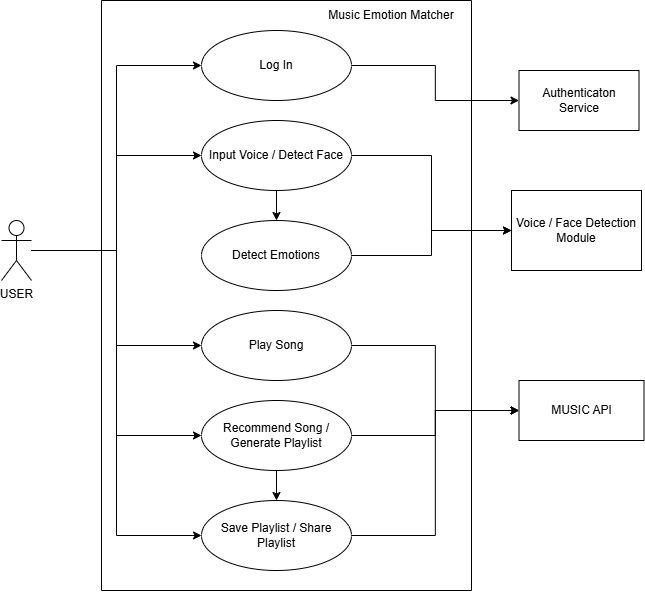 Music Emotion Matcher
Log In
Authenticaton
Service
Input Voice / Detect Face
Voice / Face Detection
Module
Detect Emotions
USER
Play Song
MUSIC API
Recommend Song /
Generate Playlist
Save Playlist / Share
Playlist